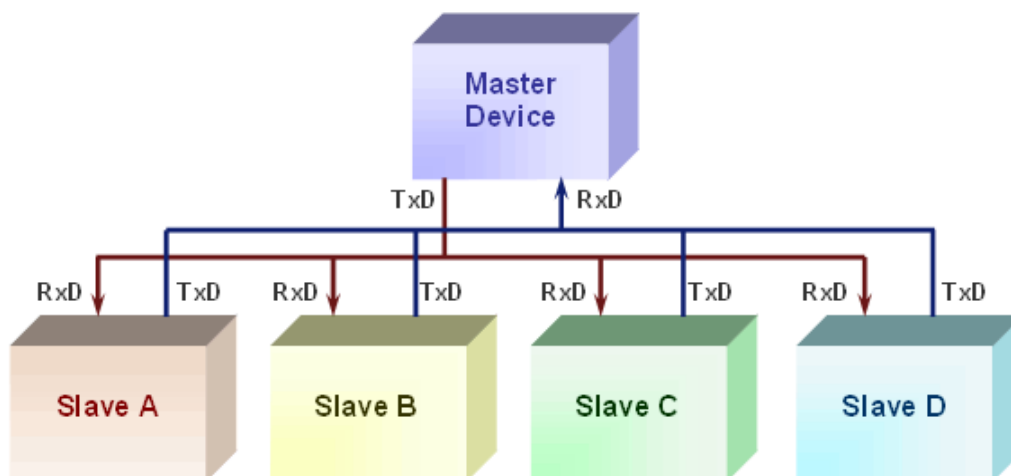 Master
Device
TxD RxD
RxD TxD RxD TxD RxD TxD RxD TxD
Slave A Slave B Slave C Slave D